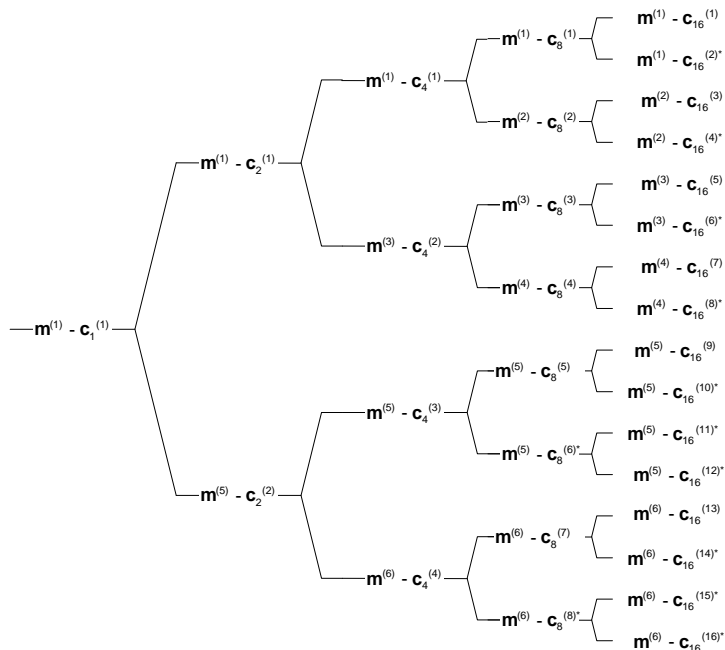 m(1) - c16(1)
m(1) - c8(1)
m(1) - c16(2)*
m(1) - c4(1)
m(2) - c16(3)
m(2) - c8(2)
m(2) - c16(4)*
m(1) - c2(1)
m(3) - c16(5)
m(3) - c8(3)
m(3) - c16(6)*
m(3) - c4(2)
m(4) - c16(7)
m(4) - c8(4)
m(4) - c16(8)*
m(1) - c1(1)
m(5) - c16(9)
m(5) - c8(5)
m(5) - c16(10)*
m(5) - c4(3)
m(5) - c16(11)*
m(5) - c8(6)*
m(5) - c16(12)*
m(5) - c2(2)
m(6) - c16(13)
m(6) - c8(7)
m(6) - c16(14)*
m(6) - c4(4)
m(6) - c16(15)*
m(6) - c8(8)*
m(6) - c16(16)*